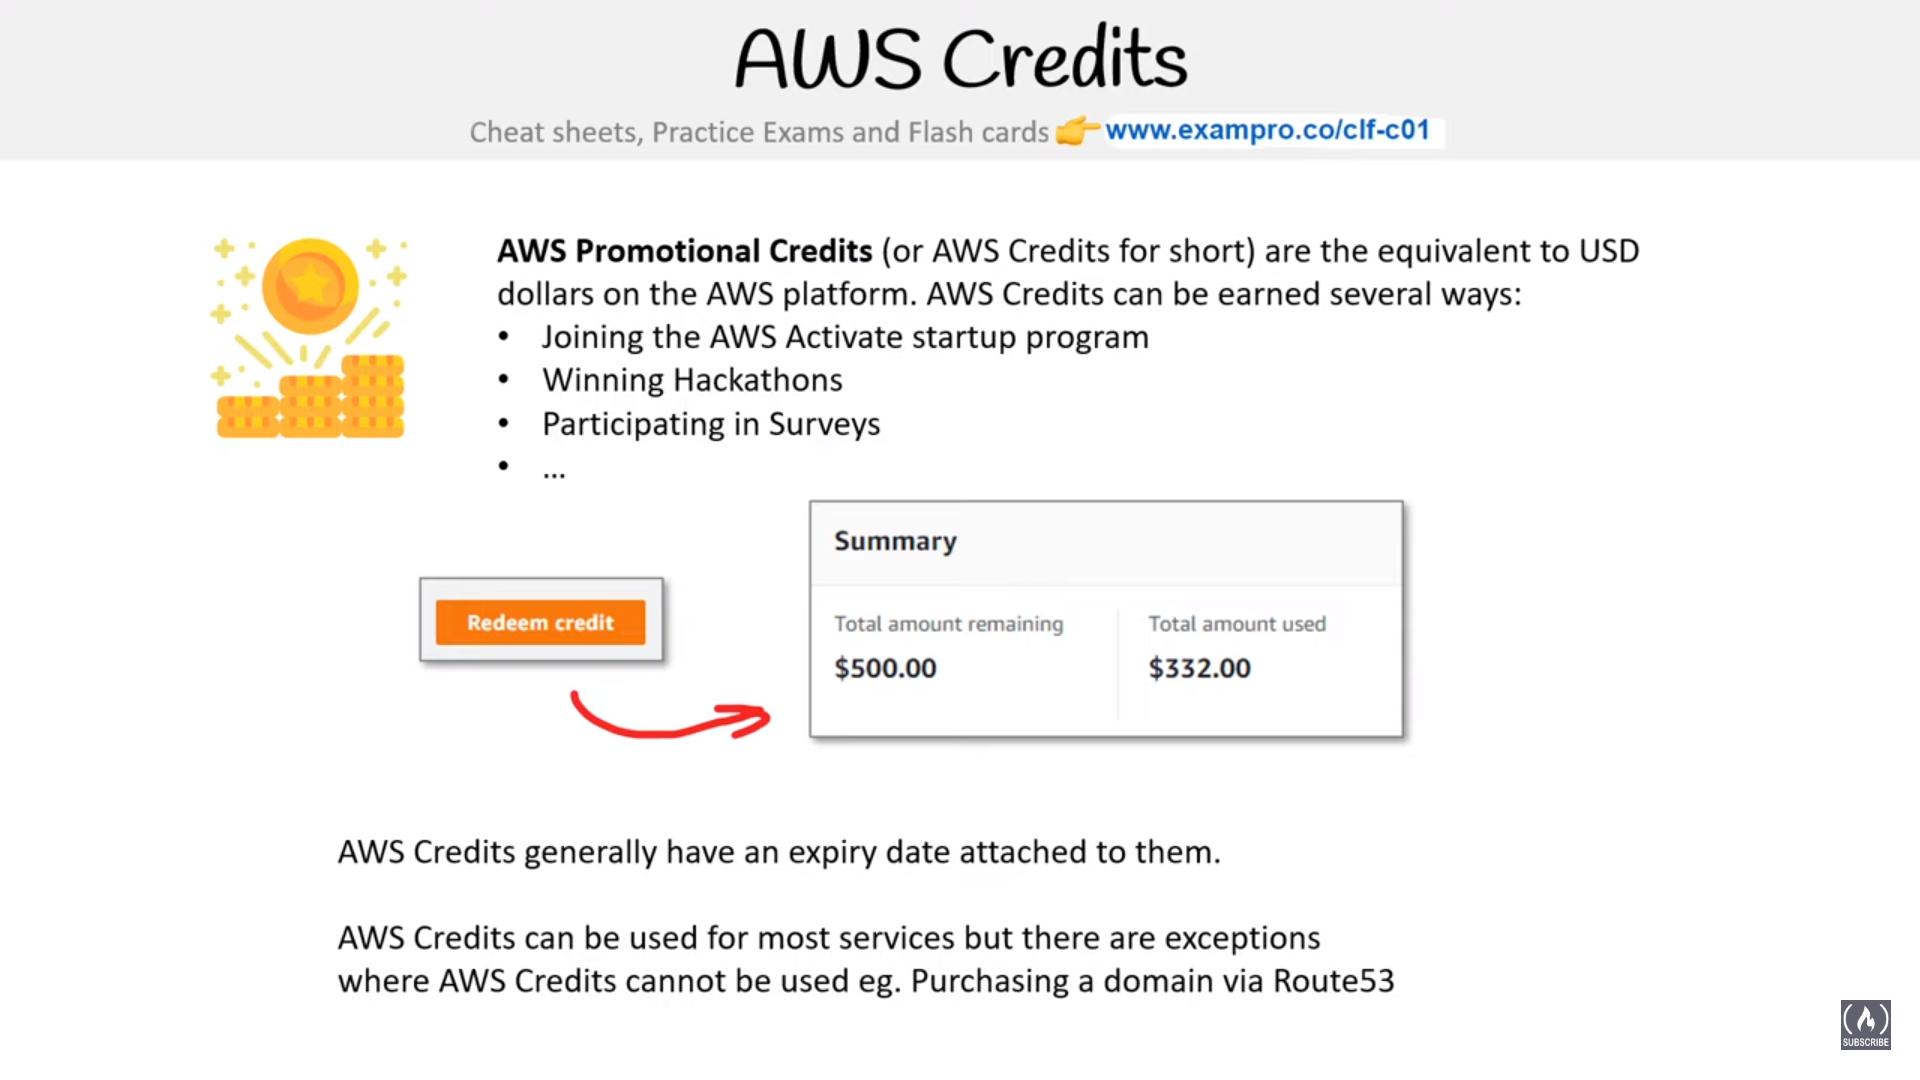 AWS Credits
Cheat sheets, Practice Exams and Flash cards 👉 www.exampro.co/clf-c01
AWS Promotional Credits (or AWS Credits for short) are the equivalent to USD
dollars on the AWS platform. AWS Credits can be earned several ways:
• Joining the AWS Activate startup program
• Winning Hackathons
• Participating in Surveys
• ...
Redeem credit
Summary
Total amount remaining
$500.00
Total amount used
$332.00
AWS Credits generally have an expiry date attached to them.
AWS Credits can be used for most services but there are exceptions
where AWS Credits cannot be used eg. Purchasing a domain via Route53
SUBSCRIBE